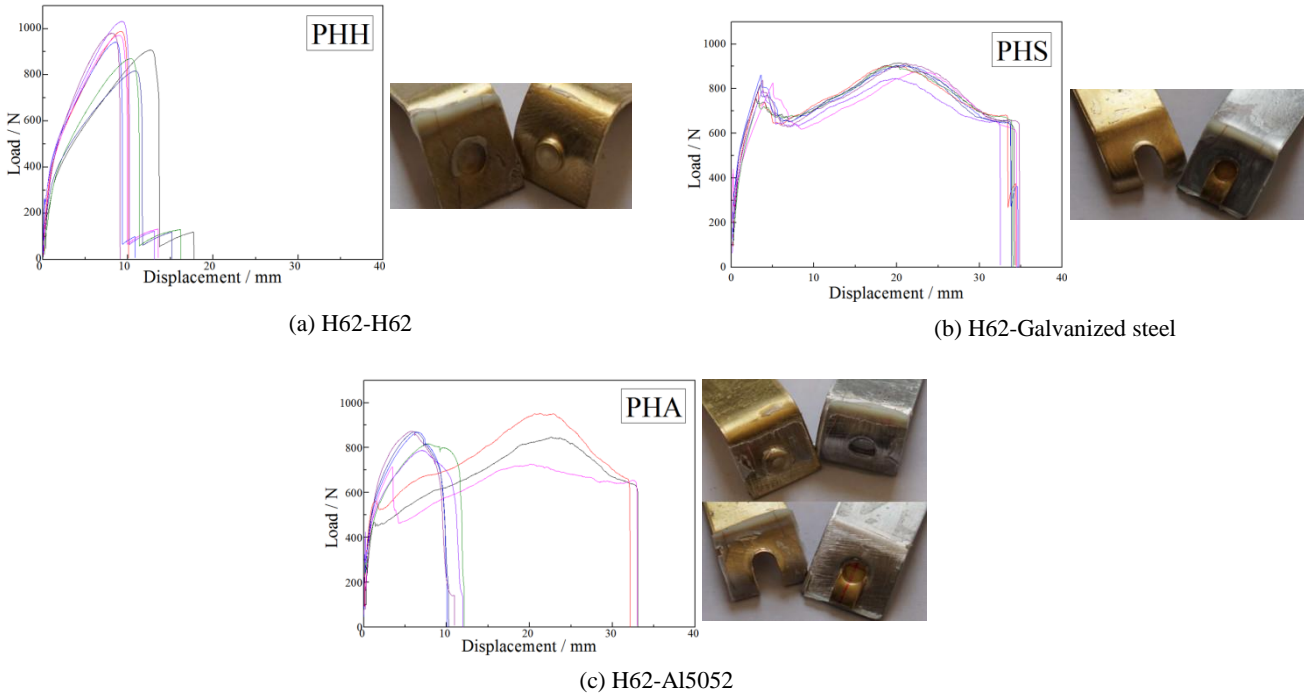 PHH
1000
800
600
400
200
0
Load / N
0 10 20 30 40
Displacement / mm
(a) H62-H62
PHS
1000
900
800
700
600
400
200
0
Load / N
0 10 20 30 40
Displacement / mm
(b) H62-Galvanized steel
PHA
1000
800
600
400
200
0
Load / N
0 10 20 30 40
Displacement / mm
(c) H62-Al5052